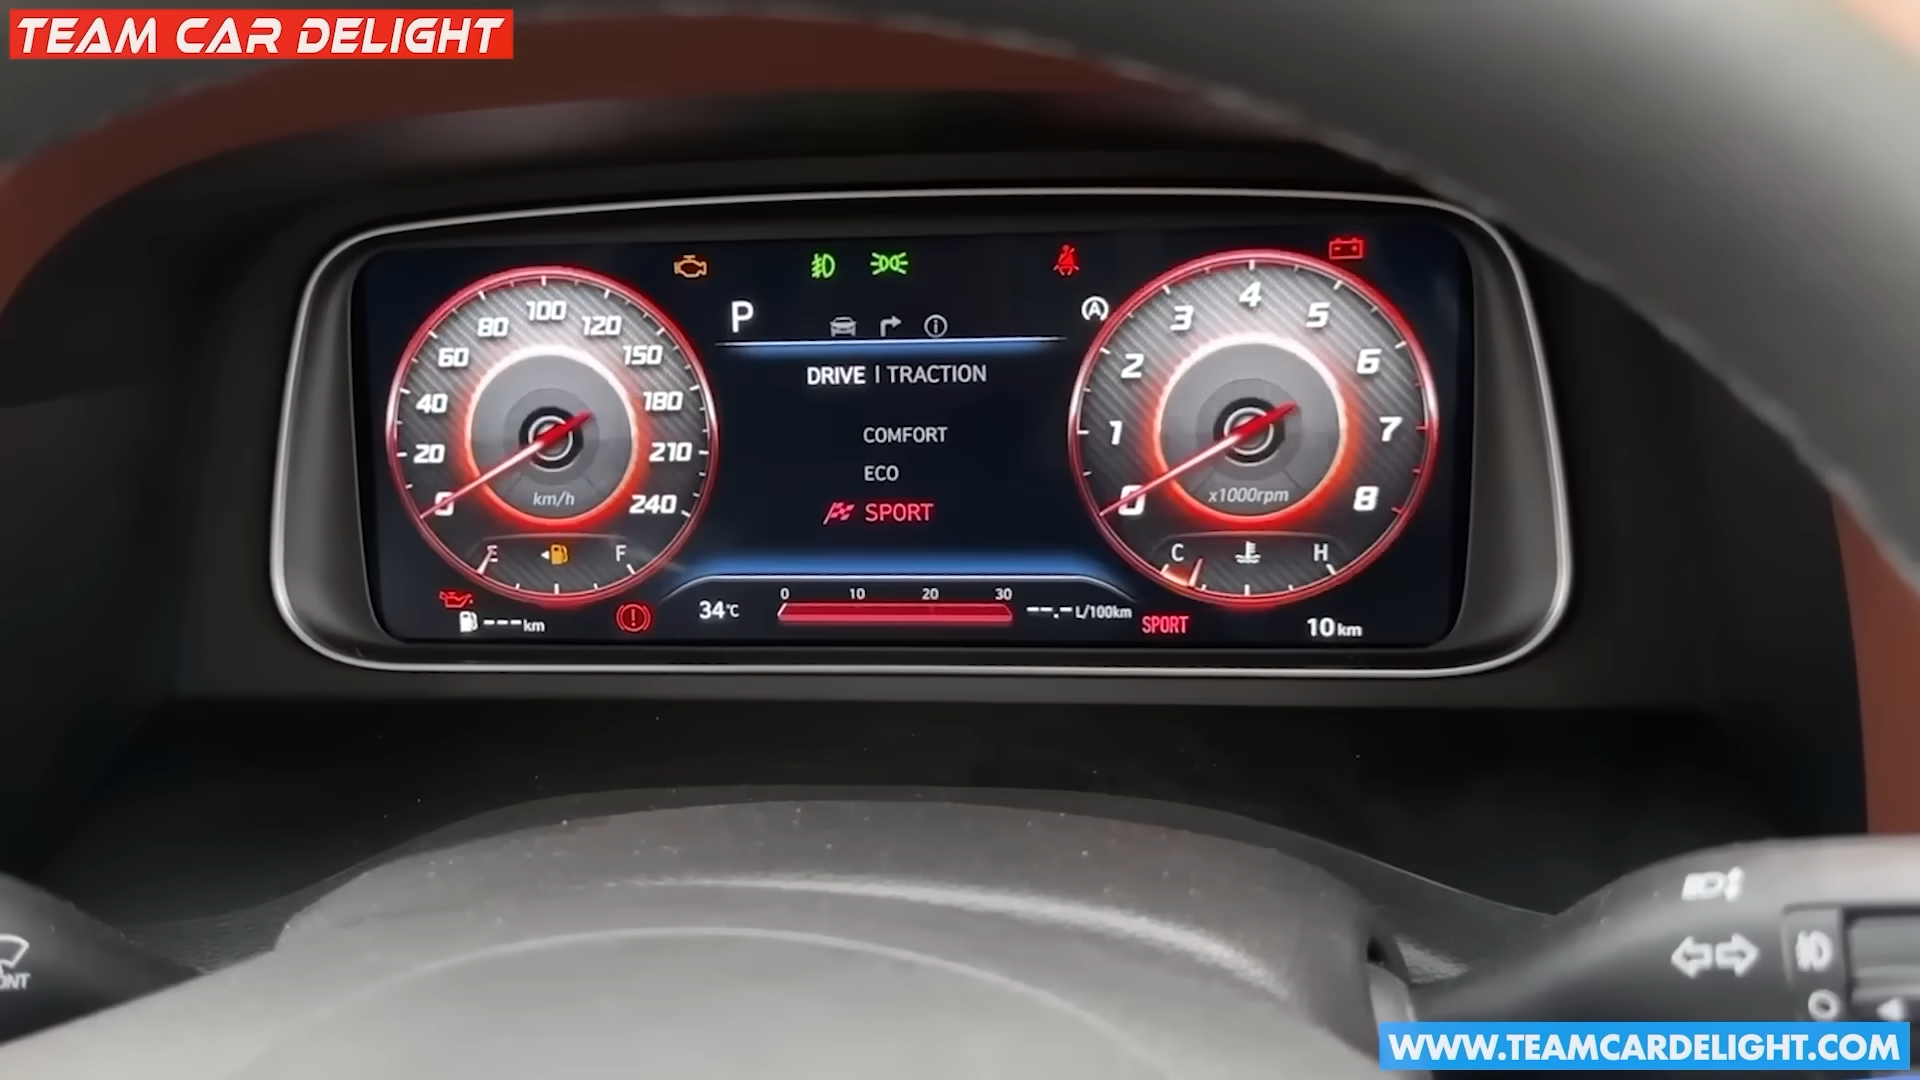 TEAM CAR DELIGHT
100
80
120
60
150
40
180
20
210
0
240
km/h
E
F
---km
P
DRIVE | TRACTION
COMFORT
ECO
SPORT
34°C
0 10 20 30
--.- L/100km
SPORT
A
4
3
5
2
6
1
7
0
8
x1000rpm
C
H
10 km
WWW.TEAMCARDELIGHT.COM